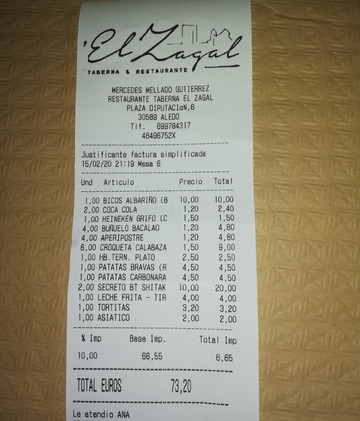 El Zagal
TABERNA & RESTAURANTE
MERCEDES MELLADO GUTIERREZ
RESTAURANTE TABERNA EL ZAGAL
PLAZA DIPUTACIoN,6
30589 ALEDO
Tlf. 699784317
48496752X
Justificante factura simplificada
15/02/20 21:19 Mesa 6
Und Articulo Precio Total
1,00 BICOS ALBARIÑO (B 10,00 10,00
2,00 COCA COLA 1,20 2,40
1,00 HEINEKEN GRIFO (C 1,50 1,50
4,00 BUÑUELO BACALAO 1,20 4,80
4,00 APERIPOSTRE 1,20 4,80
6,00 CROQUETA CALABAZA 1,50 9,00
1,00 HB.TERN. PLATO 2,50 2,50
1,00 PATATAS BRAVAS (R 4,50 4,50
1,00 PATATAS CARBONARA 4,50 4,50
2,00 SECRETO BT SHITAK 10,00 20,00
1,00 LECHE FRITA - TIR 4,00 4,00
1,00 TORTITAS 3,20 3,20
1,00 ASIATICO 2,00 2,00
% Imp Base Imp. Total Imp
10,00 66,55 6,65
TOTAL EUROS 73,20
Le atendio ANA